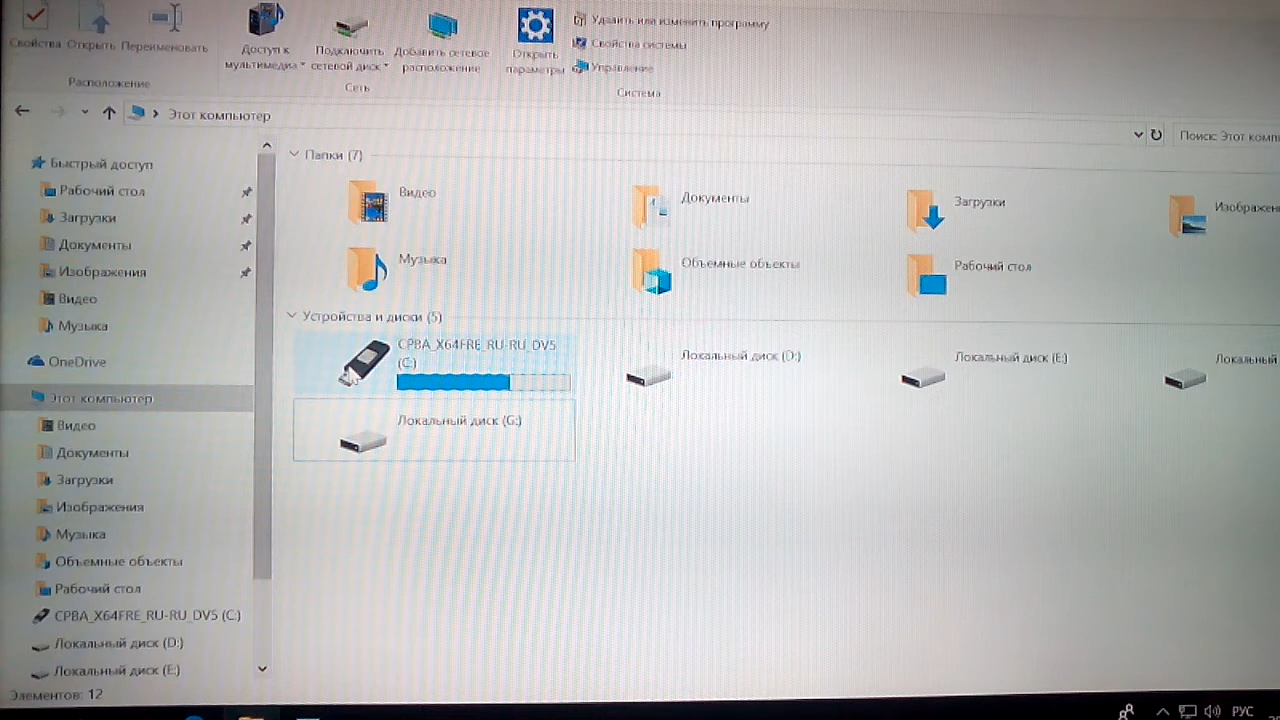 Свойства Открыть Переименовать
Расположение
Доступ к мультимедиа
Подключить сетевой диск
Добавить сетевое расположение
Сеть
Открыть параметры
Удалить или изменить программу
Свойства системы
Управление
Система
Этот компьютер
Поиск: Этот комп
Быстрый доступ
Рабочий стол
Загрузки
Документы
Изображения
Видео
Музыка
OneDrive
Этот компьютер
Видео
Документы
Загрузки
Изображения
Музыка
Объемные объекты
Рабочий стол
CPBA_X64FRE_RU-RU_DV5 (C:)
Локальный диск (D:)
Локальный диск (E:)
Папки (7)
Видео
Документы
Загрузки
Изображен
Музыка
Объемные объекты
Рабочий стол
Устройства и диски (5)
CPBA_X64FRE_RU-RU_DV5
(C:)
Локальный диск (D:)
Локальный диск (E:)
Локальный
Локальный диск (G:)
Элементов: 12
РУС